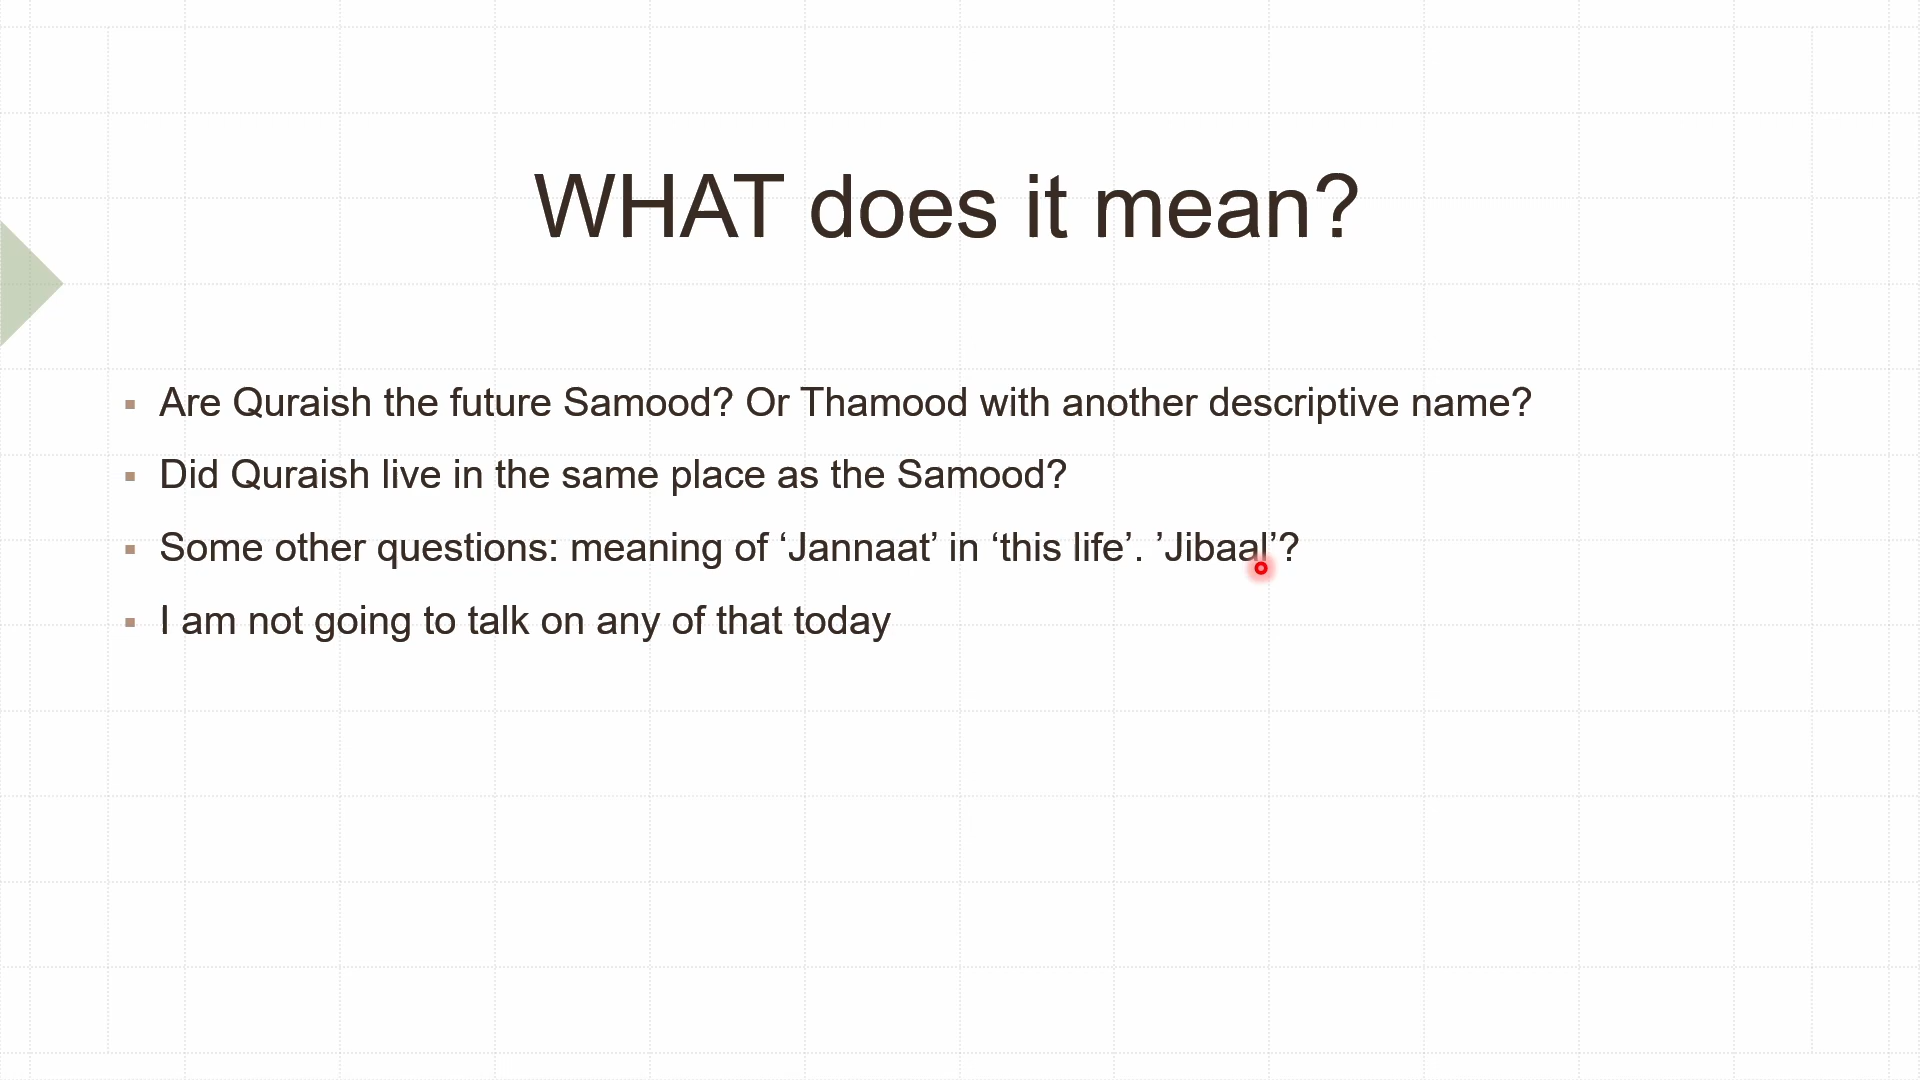 WHAT does it mean?
▪ Are Quraish the future Samood? Or Thamood with another descriptive name?
▪ Did Quraish live in the same place as the Samood?
▪ Some other questions: meaning of ‘Jannaat’ in ‘this life’. ’Jibaal’?
▪ I am not going to talk on any of that today